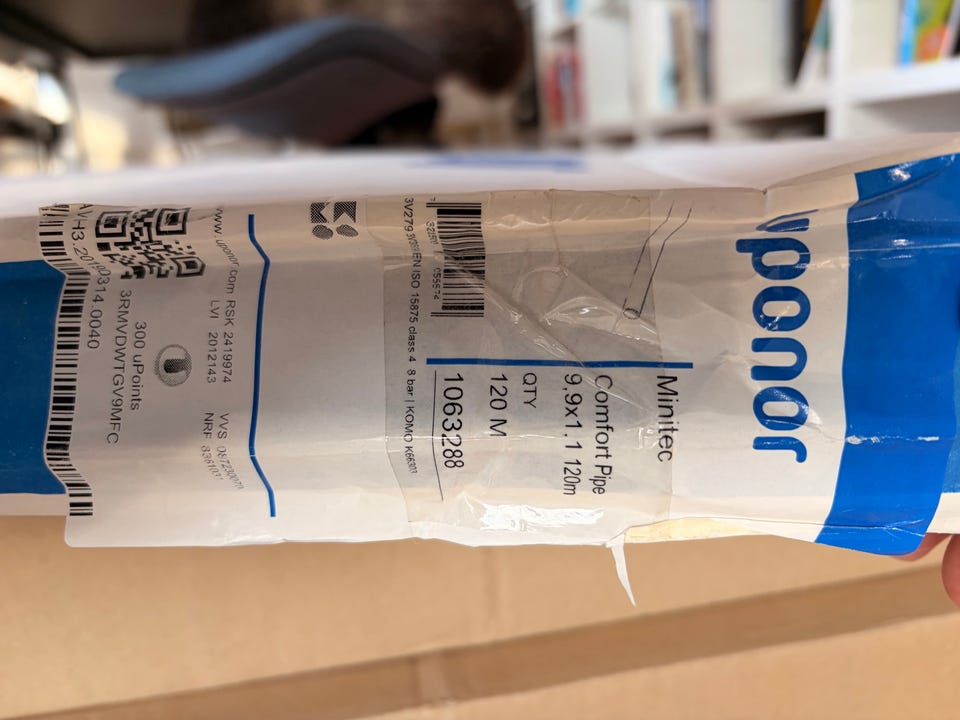 uponor
Minitec
Comfort Pipe
9,9x1.1 120m
QTY
120 M
1063288
EN ISO 15875 class 4 8 bar | KOMO K66303
www.uponor.com RSK 2419974
LVI 2012143
VVS
NRF
300 uPoints
3RMVDWTGV9MFC